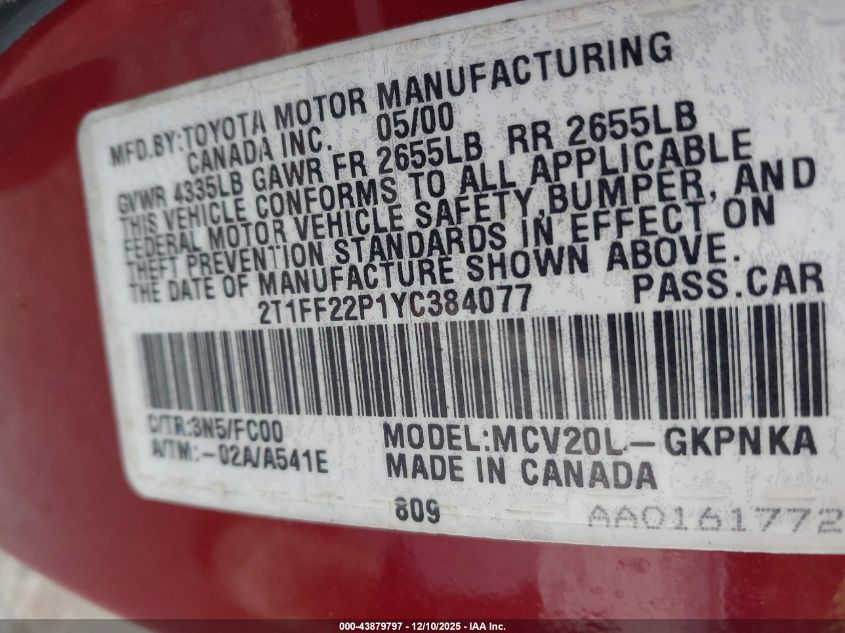 MFD.BY:TOYOTA MOTOR MANUFACTURING
CANADA INC. 05/00
GVWR 4335LB GAWR FR 2655LB RR 2655LB
THIS VEHICLE CONFORMS TO ALL APPLICABLE
FEDERAL MOTOR VEHICLE SAFETY,BUMPER, AND
THEFT PREVENTION STANDARDS IN EFFECT ON
THE DATE OF MANUFACTURE SHOWN ABOVE.
2T1FF22P1YC384077 PASS.CAR
C/TR:3N5/FC00 MODEL:MCV20L-GKPNKA
A/TM:-02A/A541E MADE IN CANADA
809 AA0161772
000-43879797 - 12/10/2025 - IAA Inc.